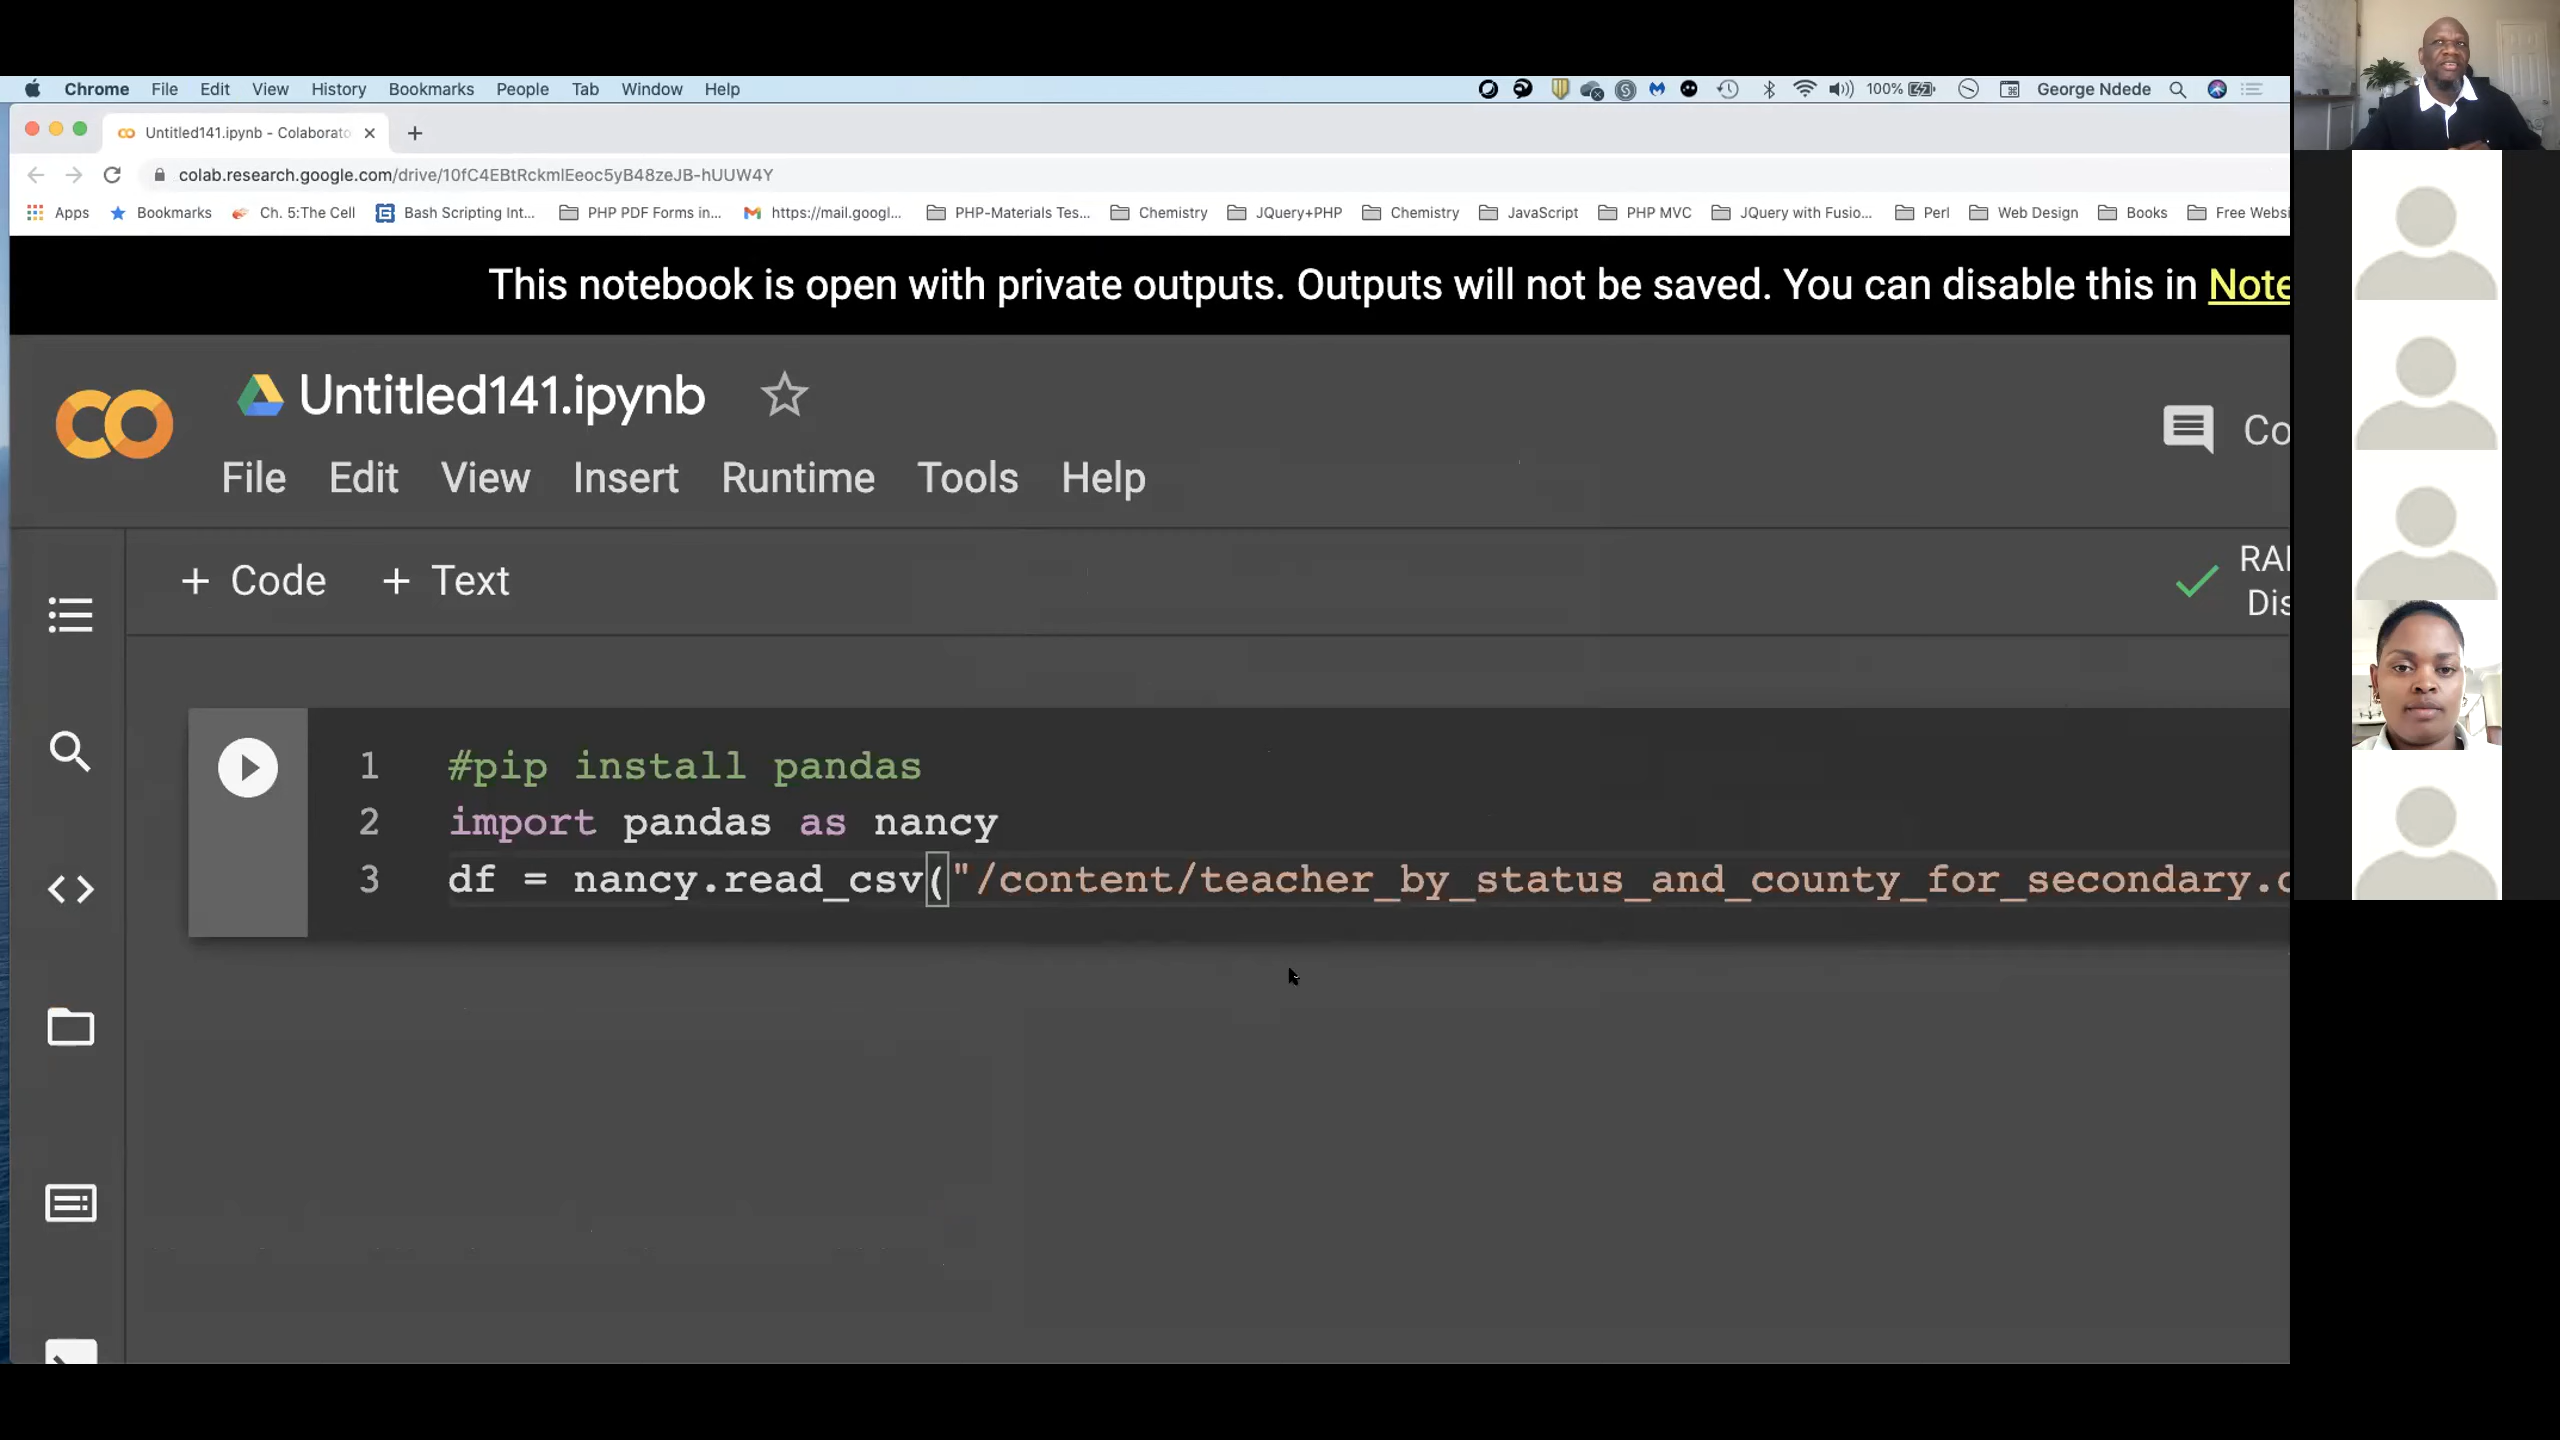 Chrome File Edit View History Bookmarks People Tab Window Help 100% George Ndede
Untitled141.ipynb - Colaborato
colab.research.google.com/drive/10fC4EBtRckmlEeoc5yB48zeJB-hUUW4Y
Apps Bookmarks Ch. 5:The Cell Bash Scripting Int... PHP PDF Forms in... https://mail.googl... PHP-Materials Tes... Chemistry JQuery+PHP Chemistry JavaScript PHP MVC JQuery with Fusio... Perl Web Design Books Free Websi
This notebook is open with private outputs. Outputs will not be saved. You can disable this in Note
Untitled141.ipynb
Co
File Edit View Insert Runtime Tools Help
+ Code + Text
RA
Dis
1 #pip install pandas
2 import pandas as nancy
3 df = nancy.read_csv("/content/teacher_by_status_and_county_for_secondary.c